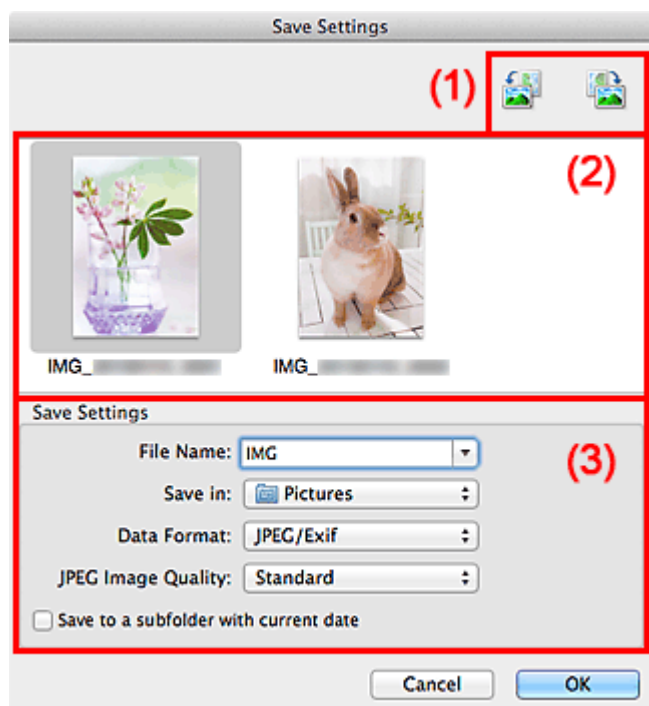 Save Settings
(1)
(2)
IMG_
IMG_
Save Settings
File Name: IMG
(3)
Save in: Pictures
Data Format: JPEG/Exif
JPEG Image Quality: Standard
Save to a subfolder with current date
Cancel OK